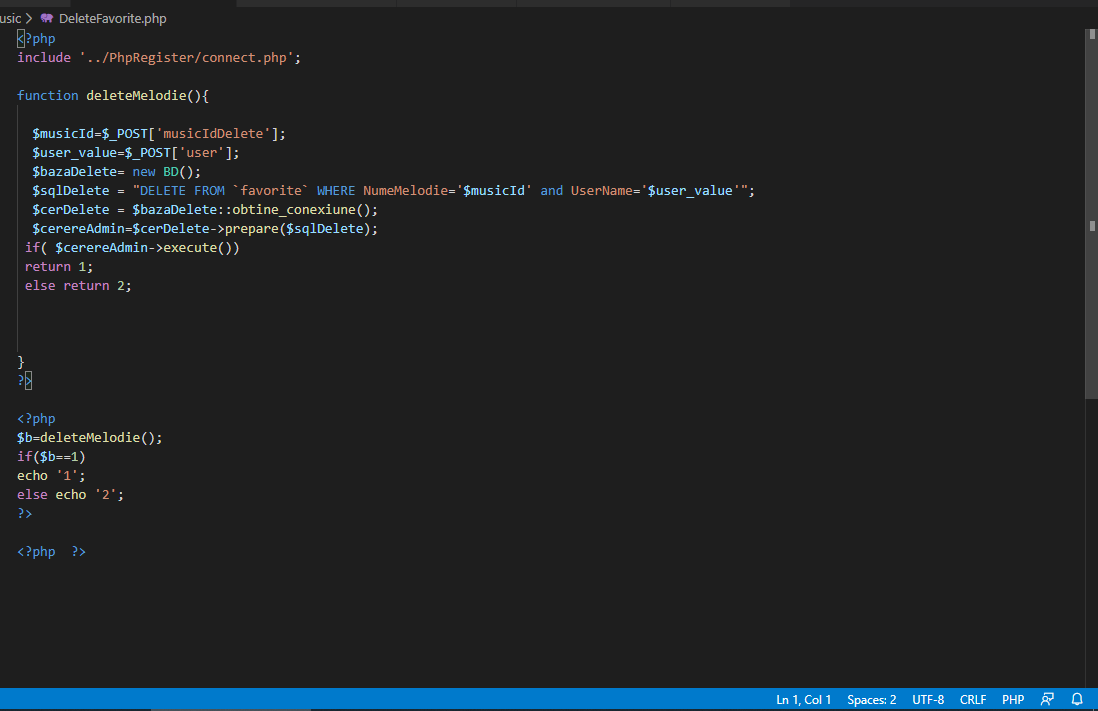 usic > DeleteFavorite.php
<?php
include '../PhpRegister/connect.php';
function deleteMelodie(){
$musicId=$_POST['musicIdDelete'];
$user_value=$_POST['user'];
$bazaDelete= new BD();
$sqlDelete = "DELETE FROM `favorite` WHERE NumeMelodie='$musicId' and UserName='$user_value'";
$cerDelete = $bazaDelete::obtine_conexiune();
$cerereAdmin=$cerDelete->prepare($sqlDelete);
if( $cerereAdmin->execute())
return 1;
else return 2;
}
?>
<?php
$b=deleteMelodie();
if($b==1)
echo '1';
else echo '2';
?>
<?php  ?>
Ln 1, Col 1 Spaces: 2 UTF-8 CRLF PHP